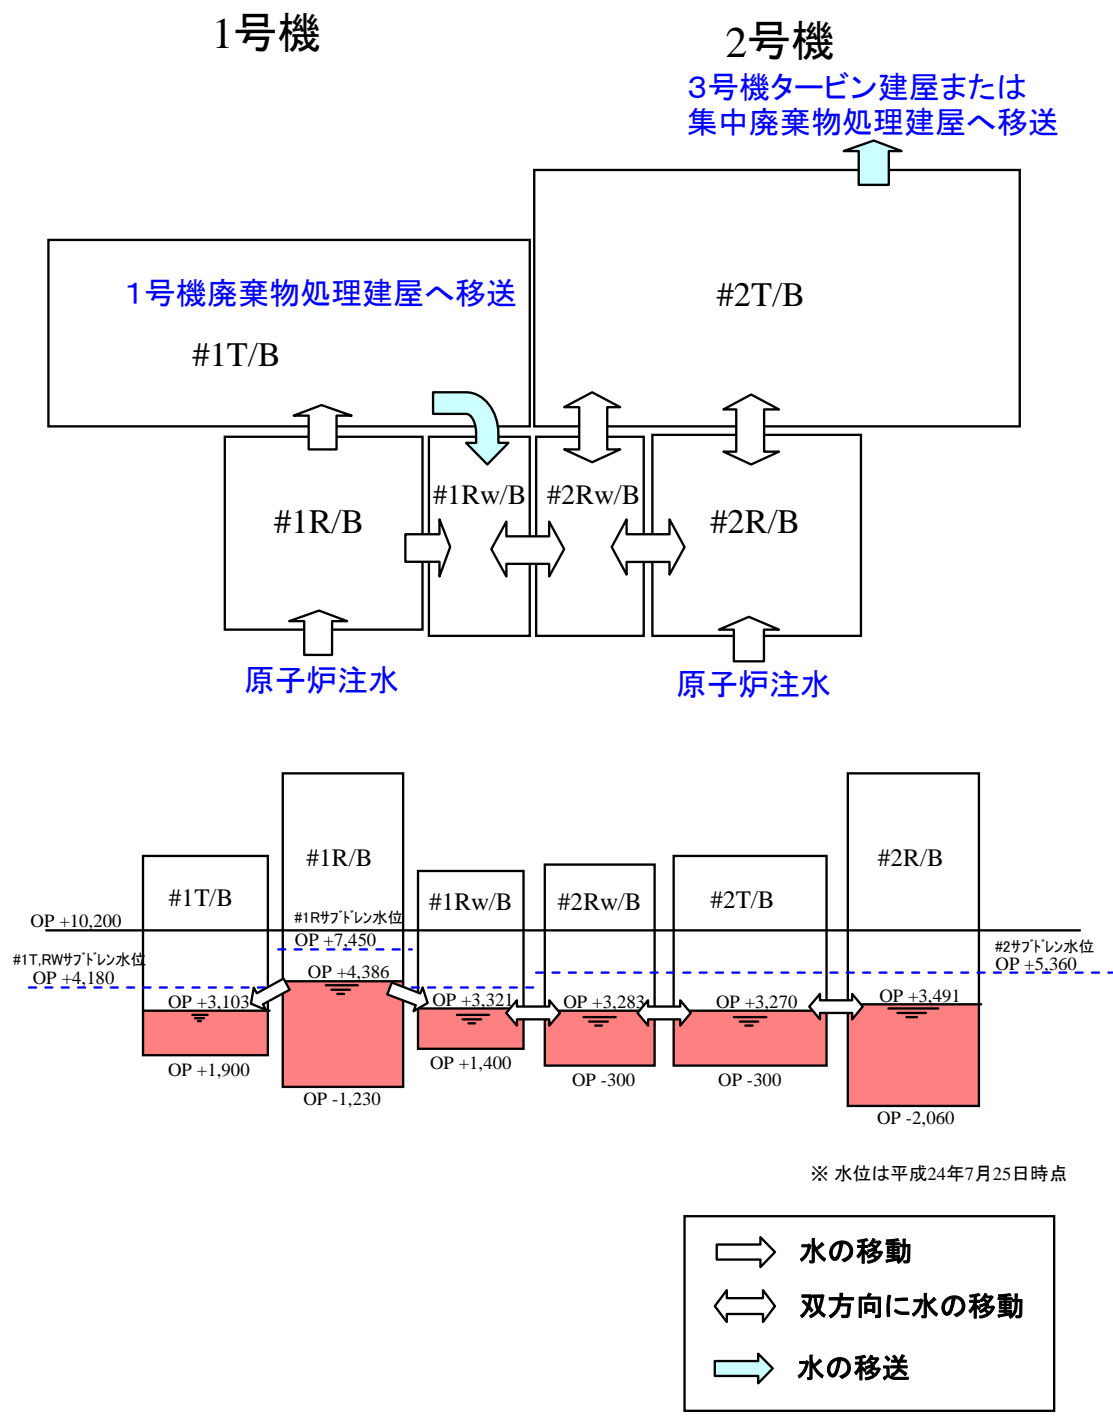 1号機
2号機
3号機タービン建屋または
集中廃棄物処理建屋へ移送
1号機廃棄物処理建屋へ移送
#2T/B
#1T/B
#1Rw/B
#2Rw/B
#1R/B
#2R/B
原子炉注水
原子炉注水
#1R/B
#2R/B
#1T/B
#1Rw/B
#2Rw/B
#2T/B
OP +10,200
#1Rサブドレン水位
OP +7,450
#1T,RWサブドレン水位
OP +4,180
#2サブドレン水位
OP +5,360
OP +4,386
OP +3,103
OP +3,321
OP +3,283
OP +3,270
OP +3,491
OP +1,900
OP -1,230
OP +1,400
OP -300
OP -300
OP -2,060
※ 水位は平成24年7月25日時点
水の移動
双方向に水の移動
水の移送